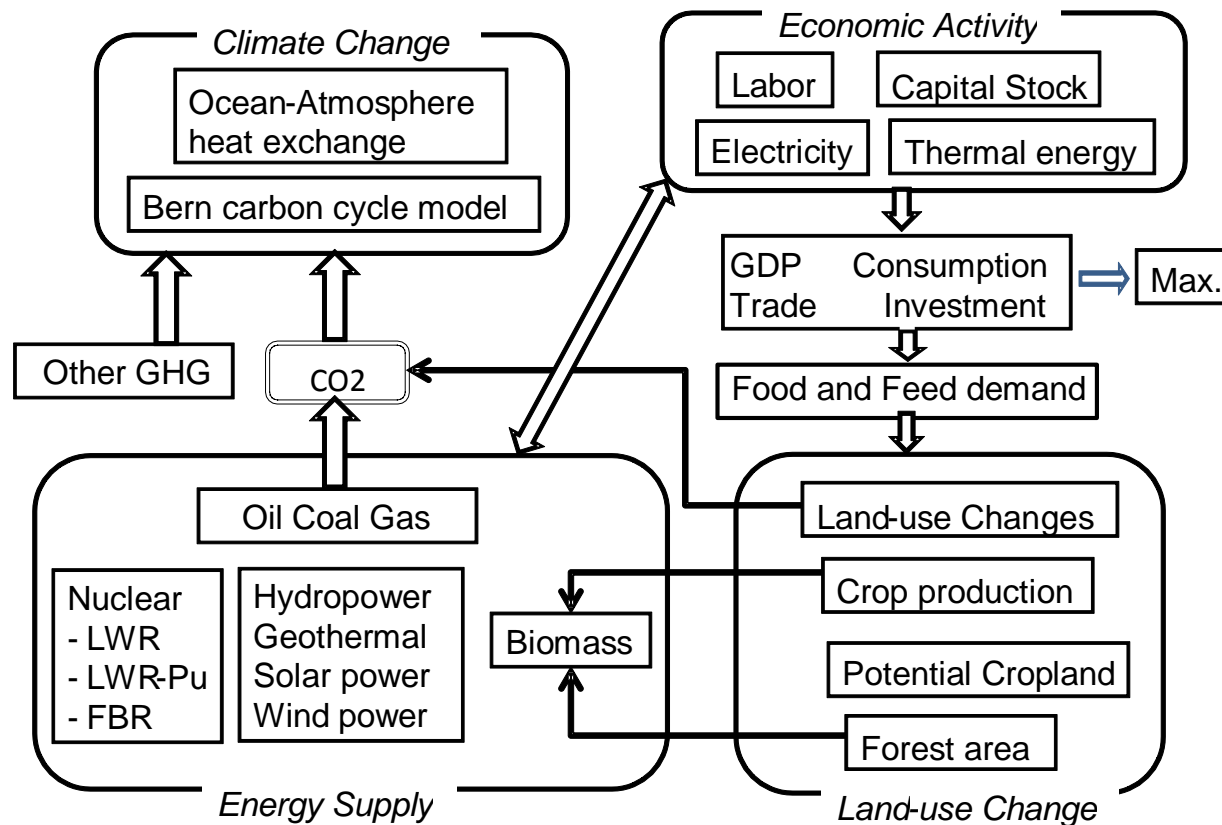 Climate Change
Ocean-Atmosphere
heat exchange
Bern carbon cycle model
Economic Activity
Labor
Capital Stock
Electricity
Thermal energy
GDP Consumption
Trade Investment
Max.
Other GHG
CO2
Food and Feed demand
Oil Coal Gas
Nuclear
- LWR
- LWR-Pu
- FBR
Hydropower
Geothermal
Solar power
Wind power
Biomass
Energy Supply
Land-use Changes
Crop production
Potential Cropland
Forest area
Land-use Change